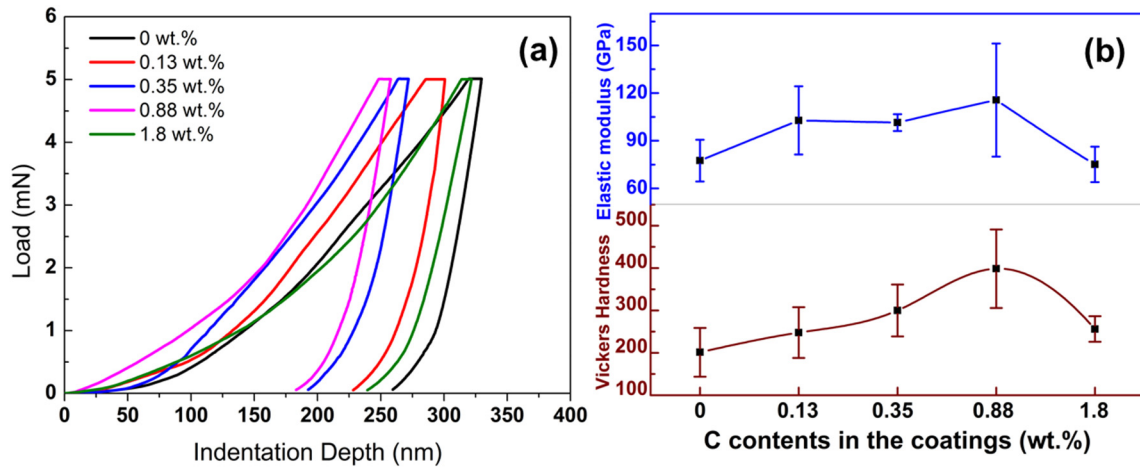 (a)
0 wt.%
0.13 wt.%
0.35 wt.%
0.88 wt.%
1.8 wt.%
Load (mN)
6
5
4
3
2
1
0
0 50 100 150 200 250 300 350 400
Indentation Depth (nm)
(b)
Elastic modulus (GPa)
150
120
90
60
Vickers Hardness
500
400
300
200
100
0 0.13 0.35 0.88 1.8
C contents in the coatings (wt.%)